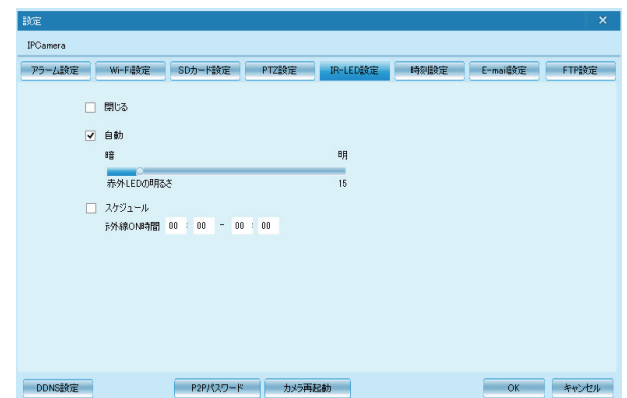 設定
IPCamera
アラーム設定 Wi-Fi設定 SDカード設定 PTZ設定 IR-LED設定 時刻設定 E-mail設定 FTP設定
閉じる
自動
暗 明
赤外LEDの明るさ 15
スケジュール
外線ON時間 00 : 00 - 00 : 00
DDNS設定 P2Pパスワード カメラ再起動 OK キャンセル